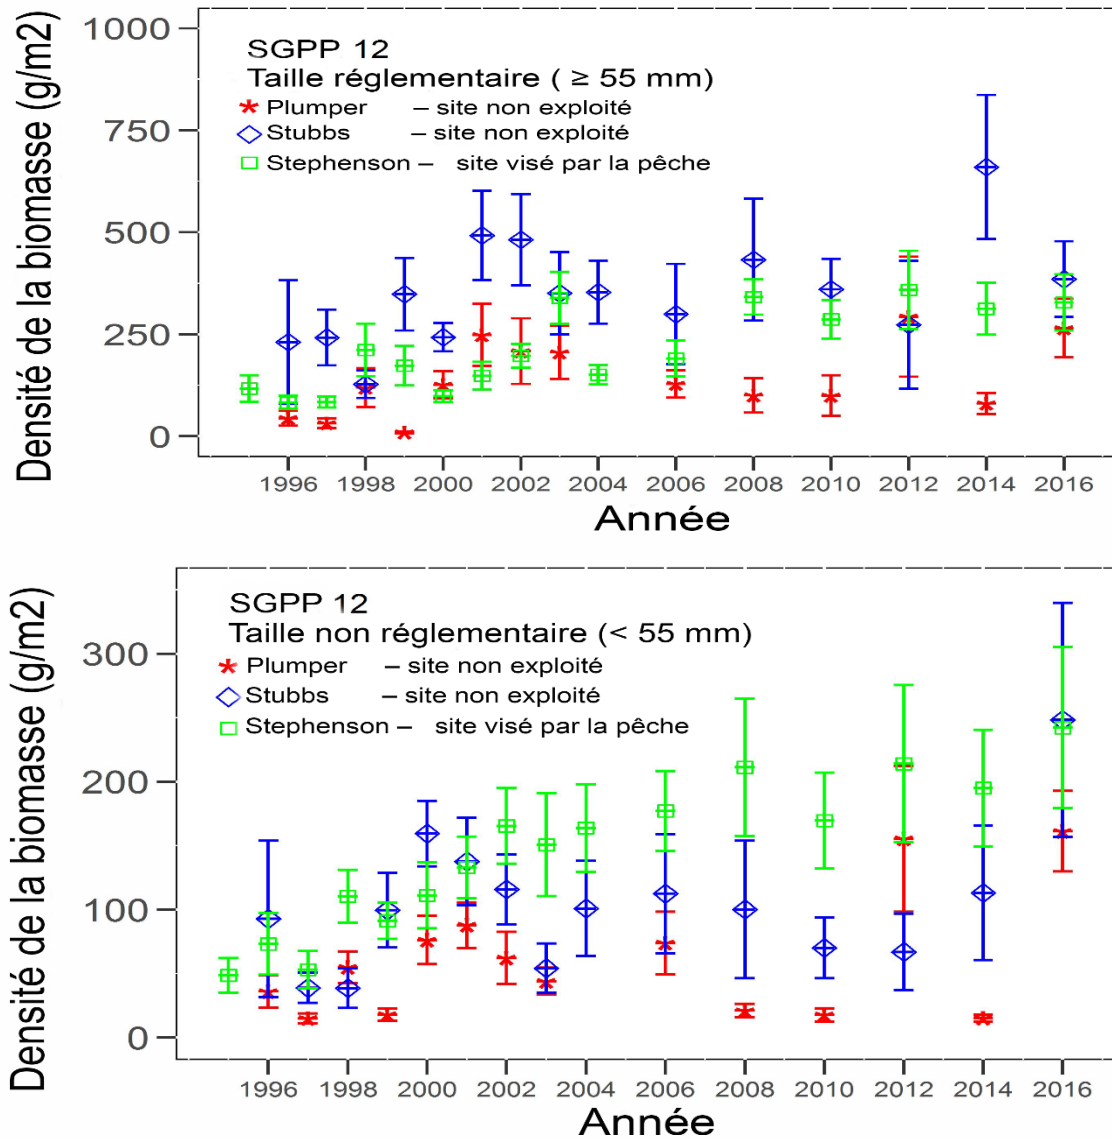 1000
750
500
250
0
Densité de la biomasse (g/m2)
SGPP 12
Taille réglementaire ( ≥ 55 mm)
Plumper – site non exploité
Stubbs – site non exploité
Stephenson – site visé par la pêche
1996 1998 2000 2002 2004 2006 2008 2010 2012 2014 2016
Année
300
200
100
0
Densité de la biomasse (g/m2)
SGPP 12
Taille non réglementaire (< 55 mm)
Plumper – site non exploité
Stubbs – site non exploité
Stephenson – site visé par la pêche
1996 1998 2000 2002 2004 2006 2008 2010 2012 2014 2016
Année